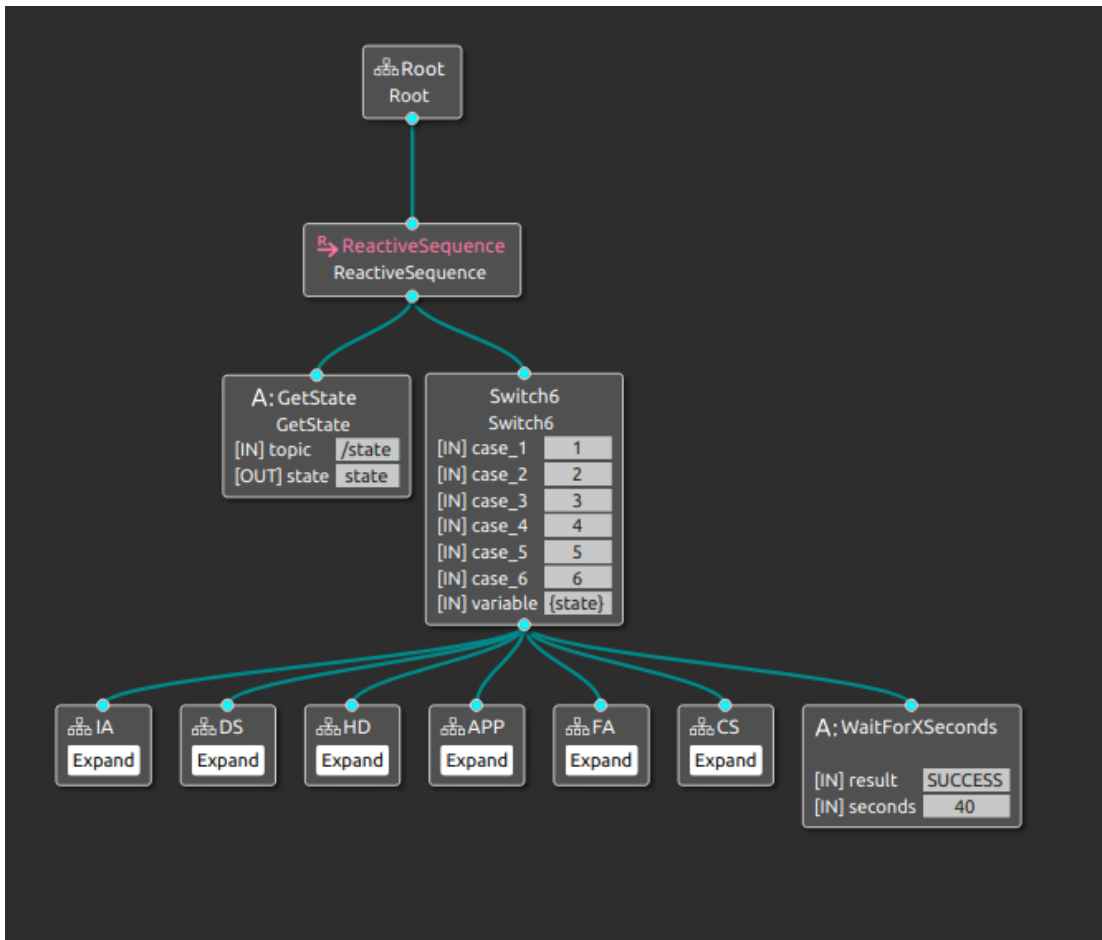 Root
Root
R ReactiveSequence
ReactiveSequence
A: GetState
GetState
[IN] topic /state
[OUT] state state
Switch6
Switch6
[IN] case_1 1
[IN] case_2 2
[IN] case_3 3
[IN] case_4 4
[IN] case_5 5
[IN] case_6 6
[IN] variable {state}
IA
Expand
DS
Expand
HD
Expand
APP
Expand
FA
Expand
CS
Expand
A: WaitForXSeconds
[IN] result SUCCESS
[IN] seconds 40